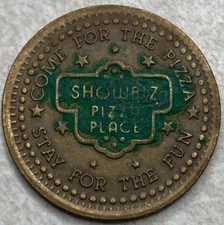 COME FOR THE PIZZA
SHOWBIZ
PIZZA
PLACE
STAY FOR THE FUN